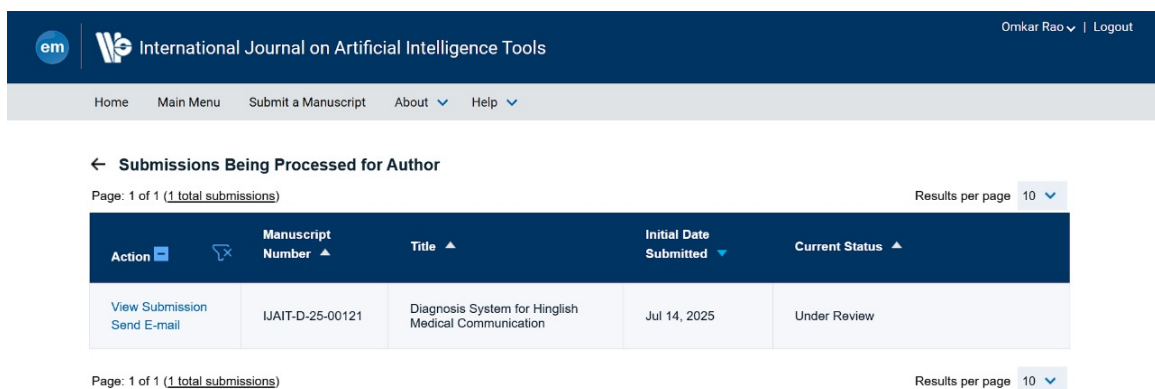 Omkar Rao | Logout
em International Journal on Artificial Intelligence Tools
Home Main Menu Submit a Manuscript About Help
← Submissions Being Processed for Author
Page: 1 of 1 (1 total submissions) Results per page 10
Action Manuscript Number Title Initial Date Submitted Current Status
View Submission
Send E-mail
IJAIT-D-25-00121
Diagnosis System for Hinglish
Medical Communication
Jul 14, 2025
Under Review
Page: 1 of 1 (1 total submissions) Results per page 10